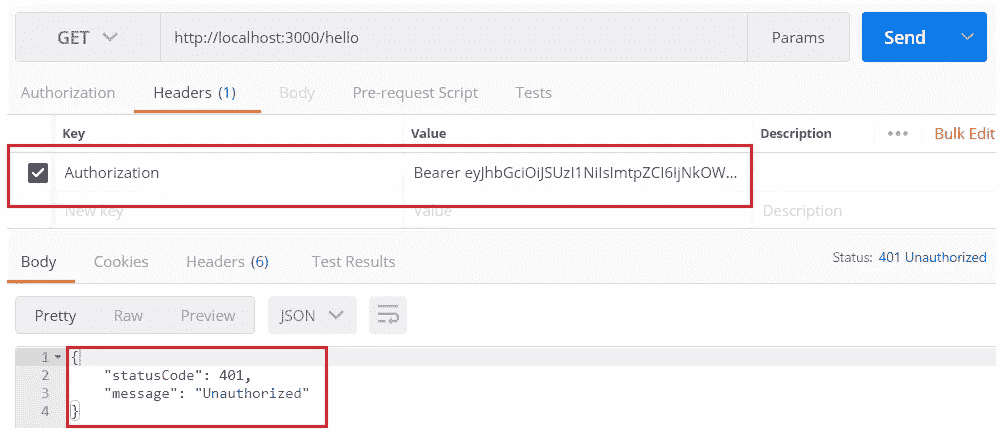 GET http://localhost:3000/hello Params Send
Authorization Headers (1) Body Pre-request Script Tests
Key Value Description ••• Bulk Edit
Authorization Bearer eyJhbGciOiJSUzI1NiIsImtpZCI6IjNkOW...
New key Value Description
Body Cookies Headers (6) Test Results Status: 401 Unauthorized
Pretty Raw Preview JSON
1 {
2 "statusCode": 401,
3 "message": "Unauthorized"
4 }